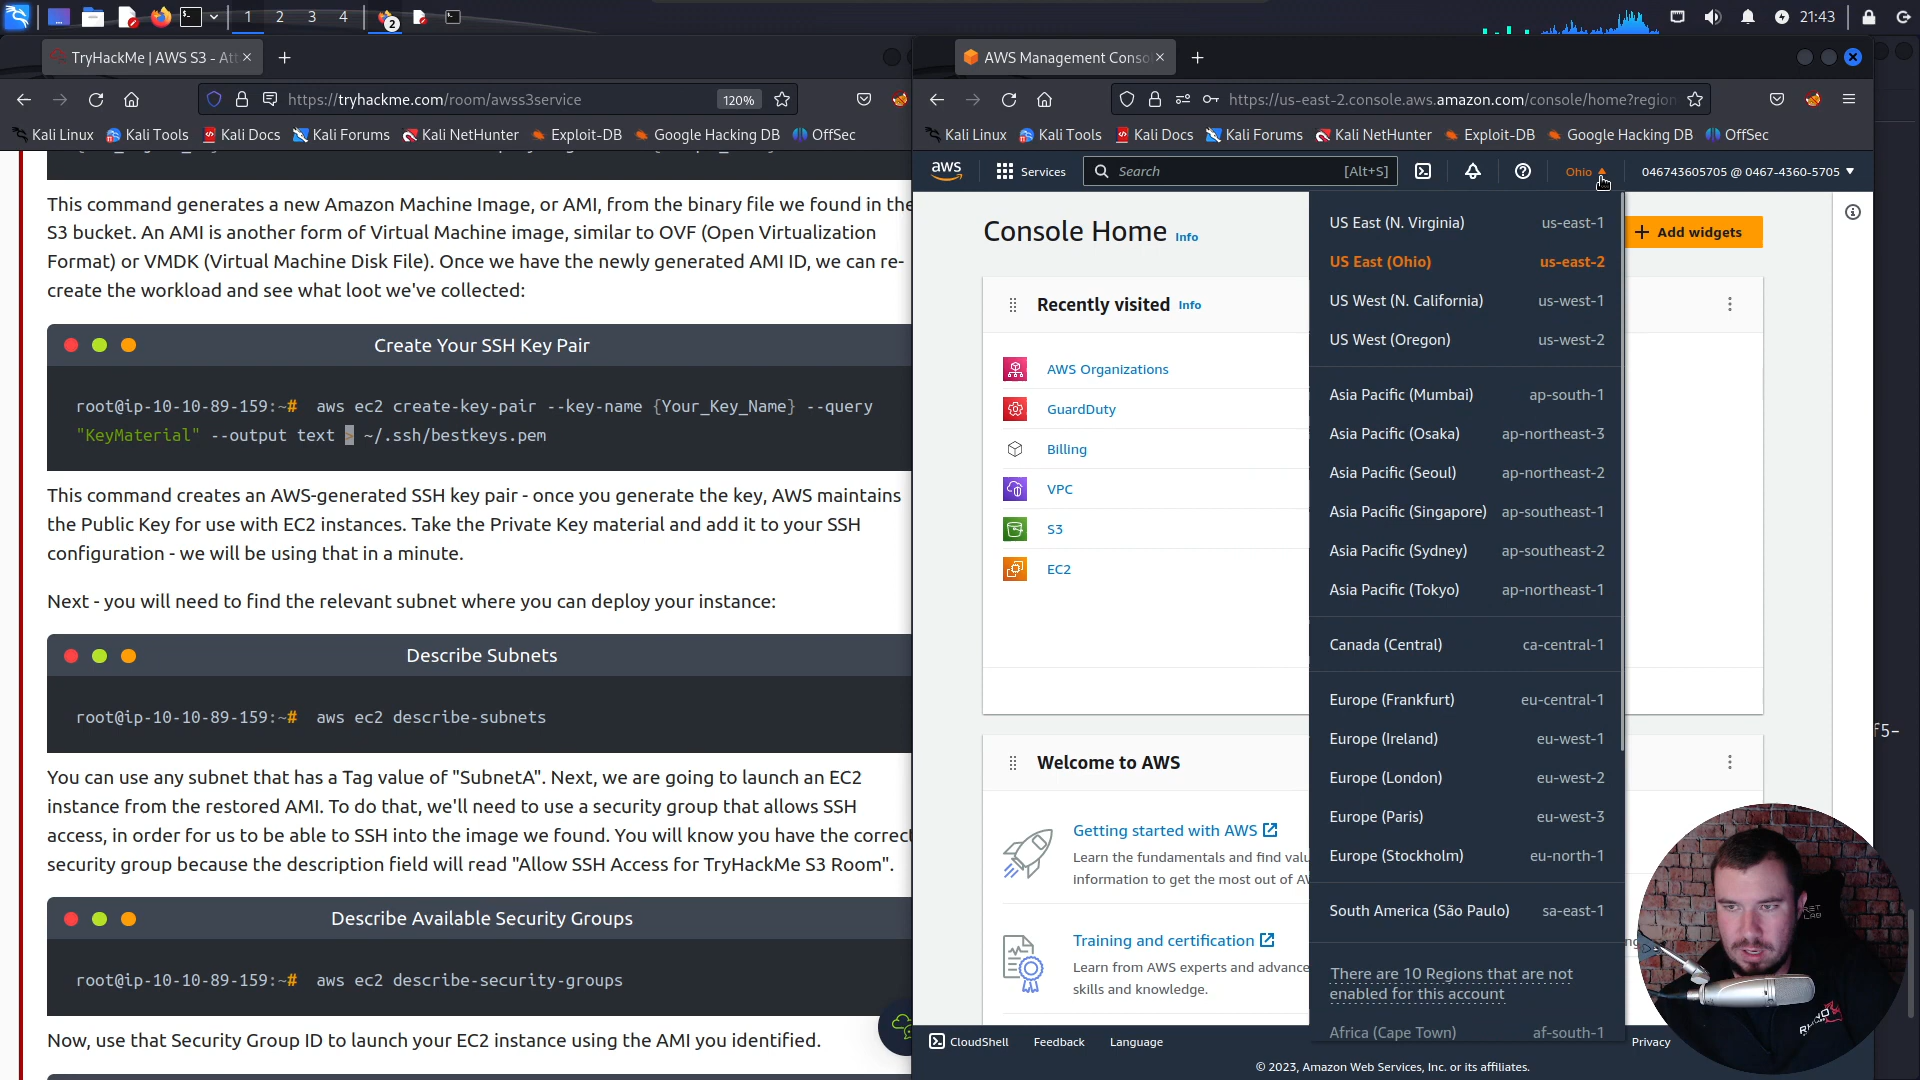 1 2 3 4
2
21:43
TryHackMe | AWS S3 - Att
https://tryhackme.com/room/awss3service
120%
Kali Linux Kali Tools Kali Docs Kali Forums Kali NetHunter Exploit-DB Google Hacking DB OffSec
This command generates a new Amazon Machine Image, or AMI, from the binary file we found in the
S3 bucket. An AMI is another form of Virtual Machine image, similar to OVF (Open Virtualization
Format) or VMDK (Virtual Machine Disk File). Once we have the newly generated AMI ID, we can re-
create the workload and see what loot we've collected:
Create Your SSH Key Pair
root@ip-10-10-89-159:~# aws ec2 create-key-pair --key-name {Your_Key_Name} --query
"KeyMaterial" --output text > ~/.ssh/bestkeys.pem
This command creates an AWS-generated SSH key pair - once you generate the key, AWS maintains
the Public Key for use with EC2 instances. Take the Private Key material and add it to your SSH
configuration - we will be using that in a minute.
Next - you will need to find the relevant subnet where you can deploy your instance:
Describe Subnets
root@ip-10-10-89-159:~# aws ec2 describe-subnets
You can use any subnet that has a Tag value of "SubnetA". Next, we are going to launch an EC2
instance from the restored AMI. To do that, we'll need to use a security group that allows SSH
access, in order for us to be able to SSH into the image we found. You will know you have the correct
security group because the description field will read "Allow SSH Access for TryHackMe S3 Room".
Describe Available Security Groups
root@ip-10-10-89-159:~# aws ec2 describe-security-groups
Now, use that Security Group ID to launch your EC2 instance using the AMI you identified.
AWS Management Conso
https://us-east-2.console.aws.amazon.com/console/home?region
Kali Linux Kali Tools Kali Docs Kali Forums Kali NetHunter Exploit-DB Google Hacking DB OffSec
aws Services Search [Alt+S] Ohio 046743605705 @ 0467-4360-5705
Console Home Info
Add widgets
Recently visited Info
AWS Organizations
GuardDuty
Billing
VPC
S3
EC2
Welcome to AWS
Getting started with AWS
Learn the fundamentals and find valu
information to get the most out of AW
Training and certification
Learn from AWS experts and advance
skills and knowledge.
US East (N. Virginia) us-east-1
US East (Ohio) us-east-2
US West (N. California) us-west-1
US West (Oregon) us-west-2
Asia Pacific (Mumbai) ap-south-1
Asia Pacific (Osaka) ap-northeast-3
Asia Pacific (Seoul) ap-northeast-2
Asia Pacific (Singapore) ap-southeast-1
Asia Pacific (Sydney) ap-southeast-2
Asia Pacific (Tokyo) ap-northeast-1
Canada (Central) ca-central-1
Europe (Frankfurt) eu-central-1
Europe (Ireland) eu-west-1
Europe (London) eu-west-2
Europe (Paris) eu-west-3
Europe (Stockholm) eu-north-1
South America (São Paulo) sa-east-1
There are 10 Regions that are not
enabled for this account
Africa (Cape Town) af-south-1
f5-
CloudShell Feedback Language Privacy
© 2023, Amazon Web Services, Inc. or its affiliates.